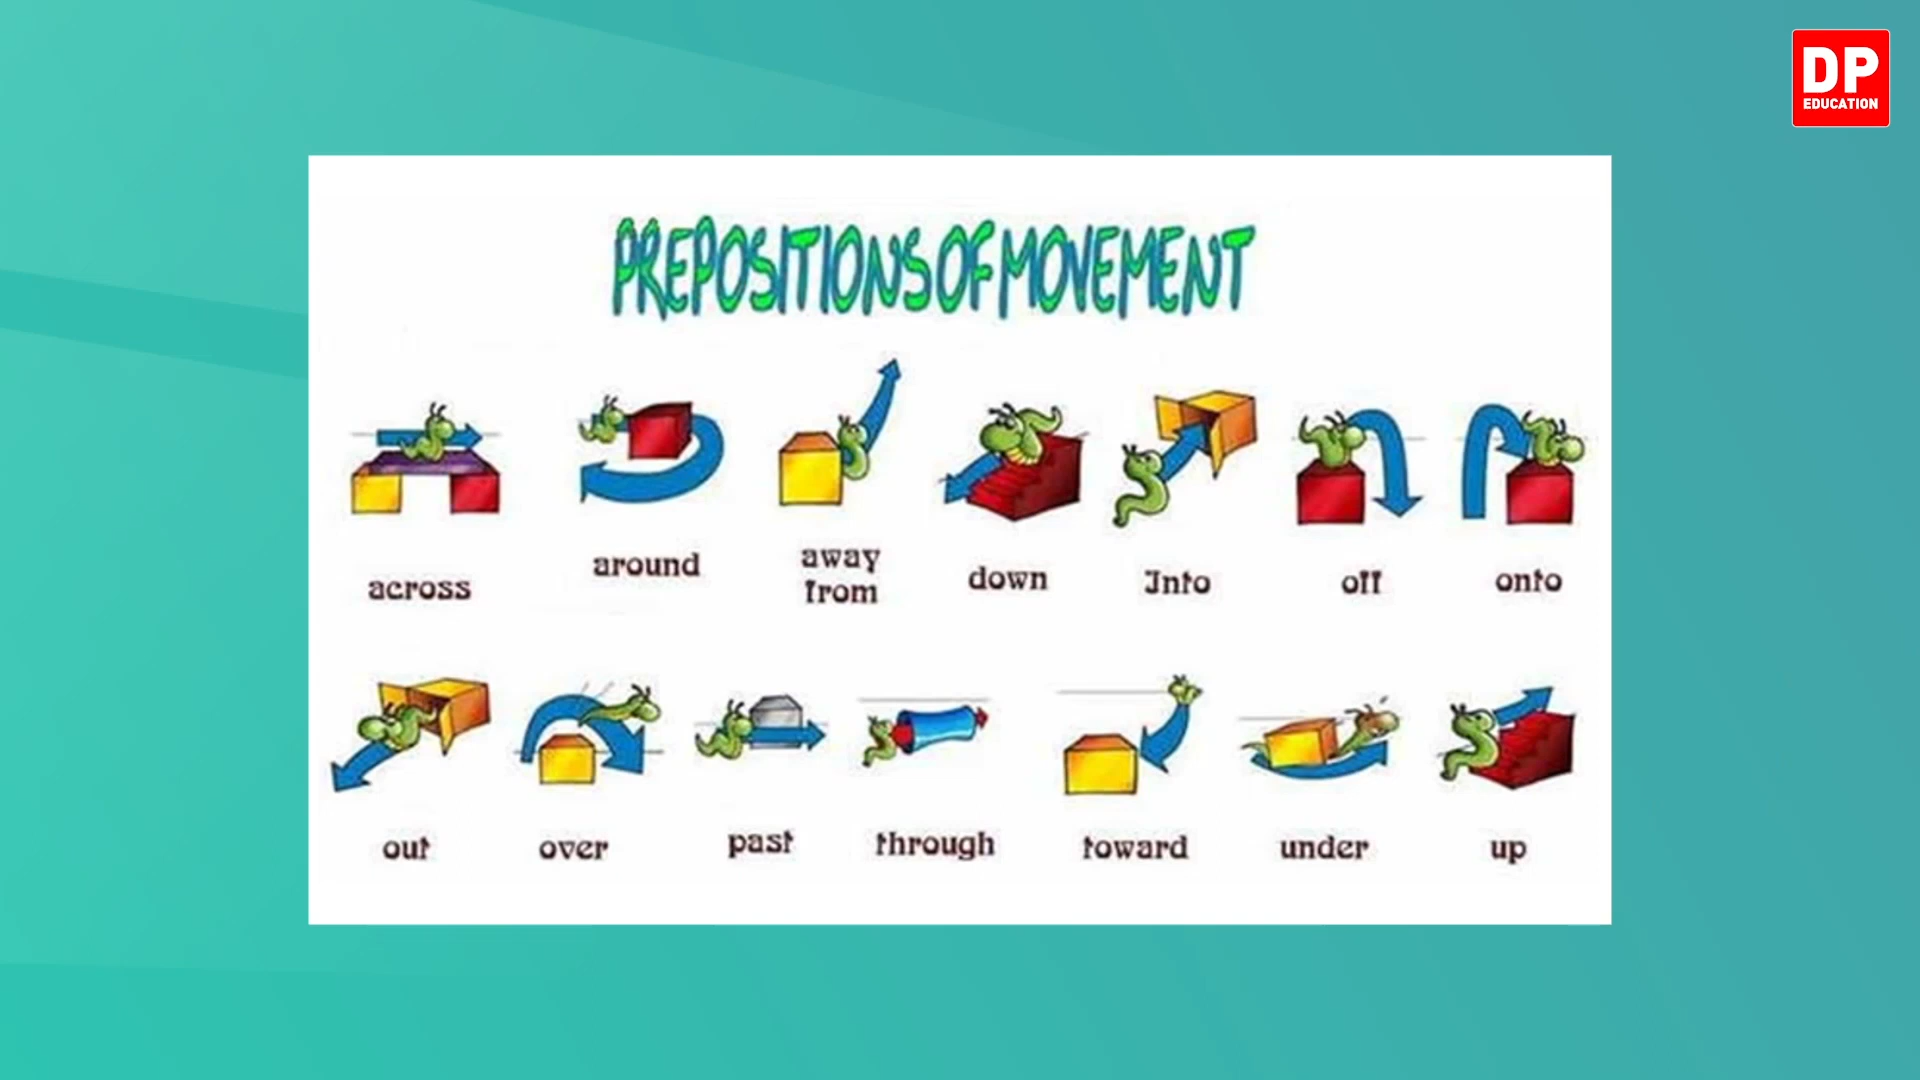 DP
EDUCATION
PREPOSITIONS OF MOVEMENT
across
around
away
from
down
Into
off
onto
out
over
past
through
toward
under
up